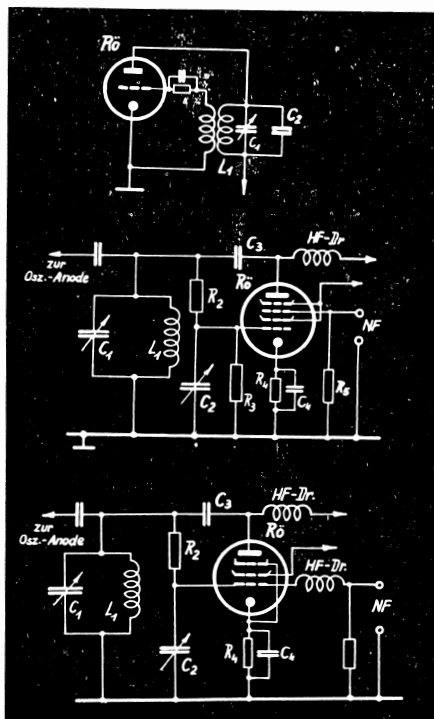 Rö
C2
C1
L1
C3
HF-Dr
zur
Osz.-Anode
R2
Rö
NF
C1
L1
C2
R3
R4
C4
R5
C3
HF-Dr.
zur
Osz.-Anode
R2
Rö
HF-Dr.
NF
C1
L1
C2
R4
C4